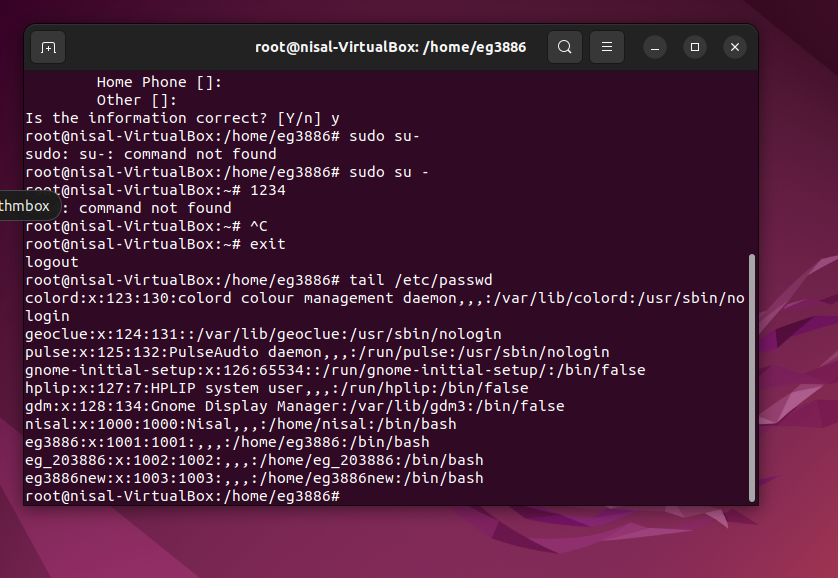 root@nisal-VirtualBox: /home/eg3886
Home Phone []:
Other []:
Is the information correct? [Y/n] y
root@nisal-VirtualBox:/home/eg3886# sudo su-
sudo: su-: command not found
root@nisal-VirtualBox:/home/eg3886# sudo su -
root@nisal-VirtualBox:~# 1234
thmbox
: command not found
root@nisal-VirtualBox:~# ^C
root@nisal-VirtualBox:~# exit
logout
root@nisal-VirtualBox:/home/eg3886# tail /etc/passwd
colord:x:123:130:colord colour management daemon,,,:/var/lib/colord:/usr/sbin/no
login
geoclue:x:124:131::/var/lib/geoclue:/usr/sbin/nologin
pulse:x:125:132:PulseAudio daemon,,,:/run/pulse:/usr/sbin/nologin
gnome-initial-setup:x:126:65534::/run/gnome-initial-setup/:/bin/false
hplip:x:127:7:HPLIP system user,,,:/run/hplip:/bin/false
gdm:x:128:134:Gnome Display Manager:/var/lib/gdm3:/bin/false
nisal:x:1000:1000:Nisal,,,:/home/nisal:/bin/bash
eg3886:x:1001:1001:,,,:/home/eg3886:/bin/bash
eg_203886:x:1002:1002:,,,:/home/eg_203886:/bin/bash
eg3886new:x:1003:1003:,,,:/home/eg3886new:/bin/bash
root@nisal-VirtualBox:/home/eg3886#